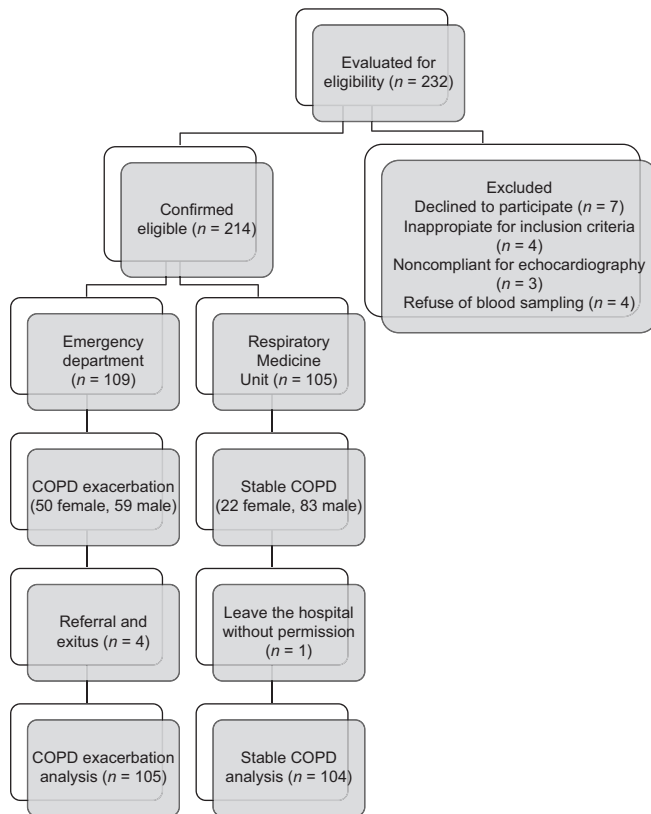 Evaluated for
eligibility (n = 232)
Confirmed
eligible (n = 214)
Excluded
Declined to participate (n = 7)
Inappropiate for inclusion criteria
(n = 4)
Noncompliant for echocardiography
(n = 3)
Refuse of blood sampling (n = 4)
Emergency
department
(n = 109)
Respiratory
Medicine
Unit (n = 105)
COPD exacerbation
(50 female, 59 male)
Stable COPD
(22 female, 83 male)
Referral and
exitus (n = 4)
Leave the hospital
without permission
(n = 1)
COPD exacerbation
analysis (n = 105)
Stable COPD
analysis (n = 104)